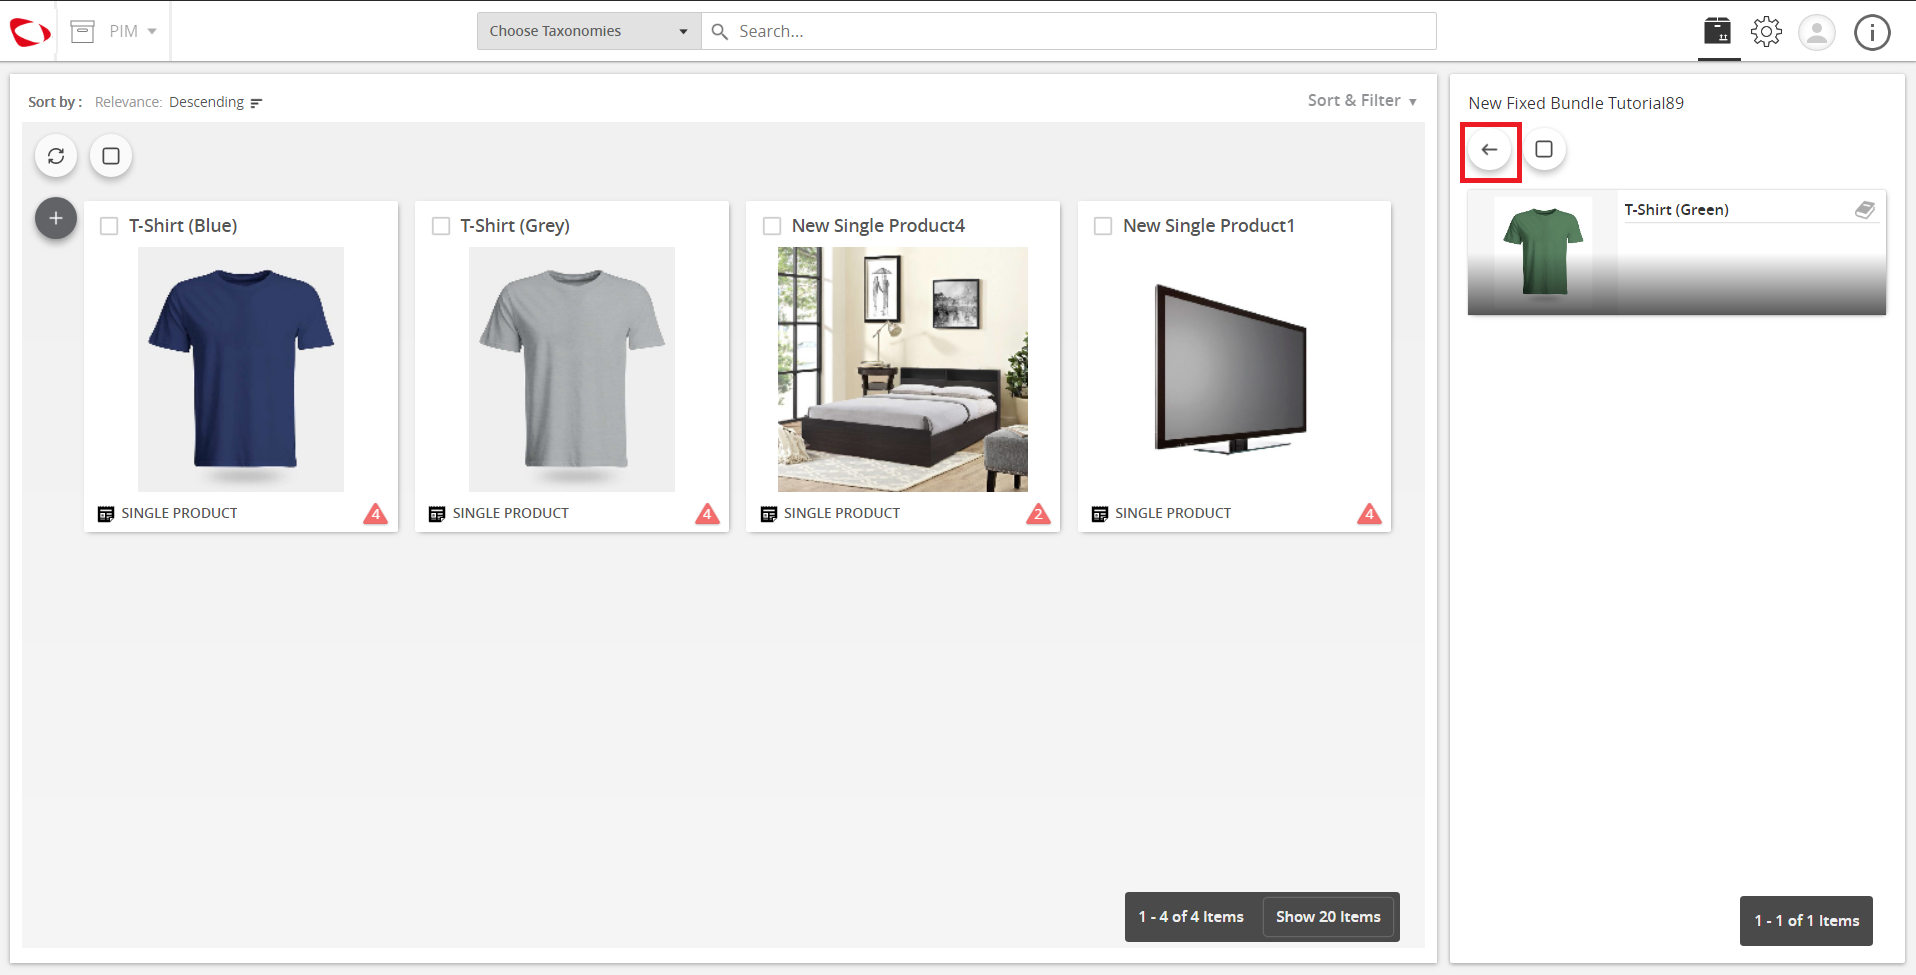 PIM
Choose Taxonomies
Search...
Sort by : Relevance: Descending
Sort & Filter
T-Shirt (Blue)
SINGLE PRODUCT
4
T-Shirt (Grey)
SINGLE PRODUCT
4
New Single Product4
SINGLE PRODUCT
2
New Single Product1
SINGLE PRODUCT
4
1 - 4 of 4 Items Show 20 Items
New Fixed Bundle Tutorial89
T-Shirt (Green)
1 - 1 of 1 Items